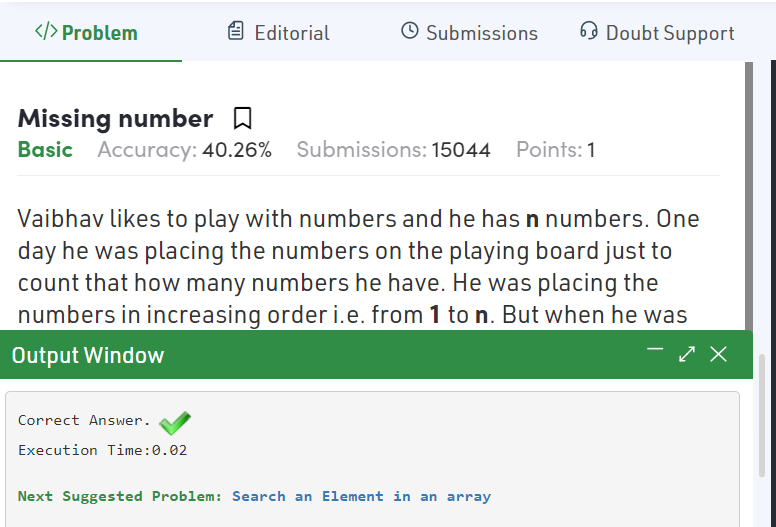 </> Problem Editorial Submissions Doubt Support
Missing number
Basic Accuracy: 40.26% Submissions: 15044 Points: 1
Vaibhav likes to play with numbers and he has n numbers. One
day he was placing the numbers on the playing board just to
count that how many numbers he have. He was placing the
numbers in increasing order i.e. from 1 to n. But when he was
Output Window
Correct Answer.
Execution Time:0.02
Next Suggested Problem: Search an Element in an array